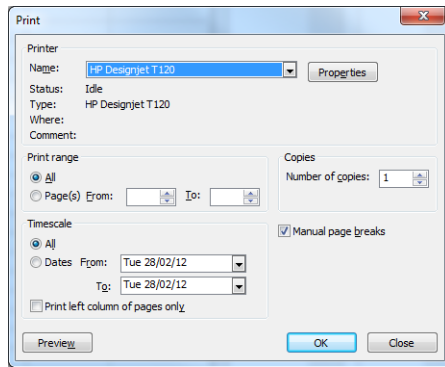 Print
Printer
Name: HP Designjet T120 Properties
Status: Idle
Type: HP Designjet T120
Where:
Comment:
Print range
All
Page(s) From: To:
Copies
Number of copies: 1
Timescale
All
Dates From: Tue 28/02/12
To: Tue 28/02/12
Print left column of pages only
Manual page breaks
Preview OK Close